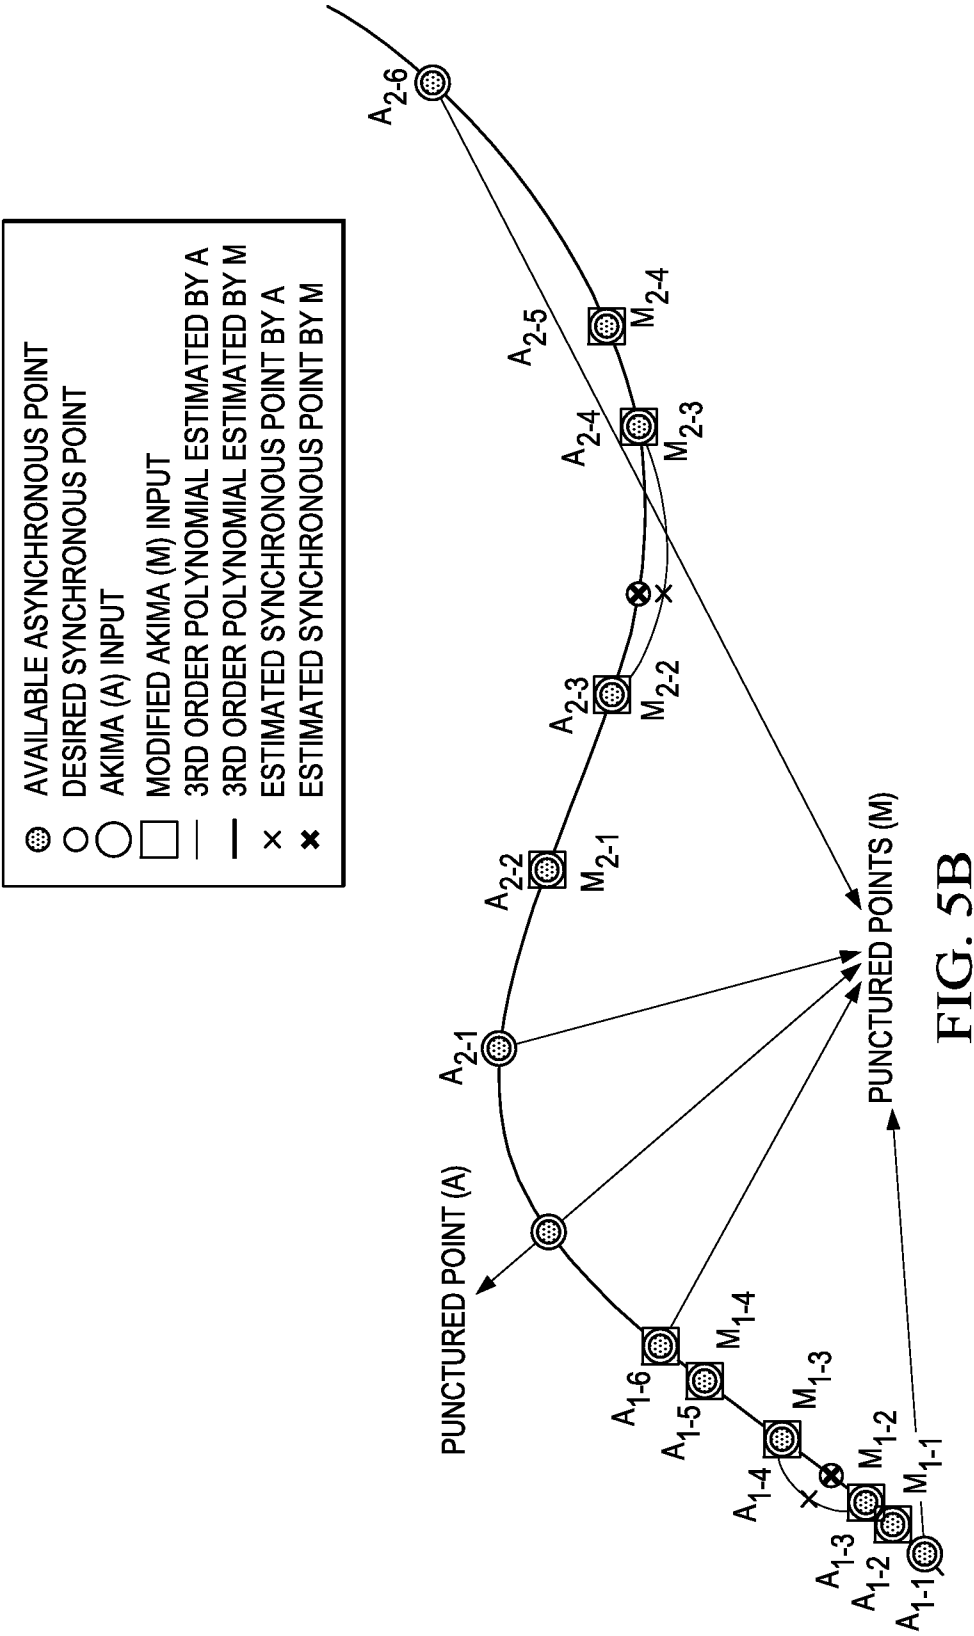 AVAILABLE ASYNCHRONOUS POINT
DESIRED SYNCHRONOUS POINT
AKIMA (A) INPUT
MODIFIED AKIMA (M) INPUT
3RD ORDER POLYNOMIAL ESTIMATED BY A
3RD ORDER POLYNOMIAL ESTIMATED BY M
ESTIMATED SYNCHRONOUS POINT BY A
ESTIMATED SYNCHRONOUS POINT BY M
PUNCTURED POINT (A)
A1-1
A1-2
A1-3
A1-4
A1-5
A1-6
A2-1
A2-2
A2-3
A2-4
A2-5
A2-6
M1-1
M1-2
M1-3
M1-4
M2-1
M2-2
M2-3
M2-4
PUNCTURED POINTS (M)
FIG. 5B